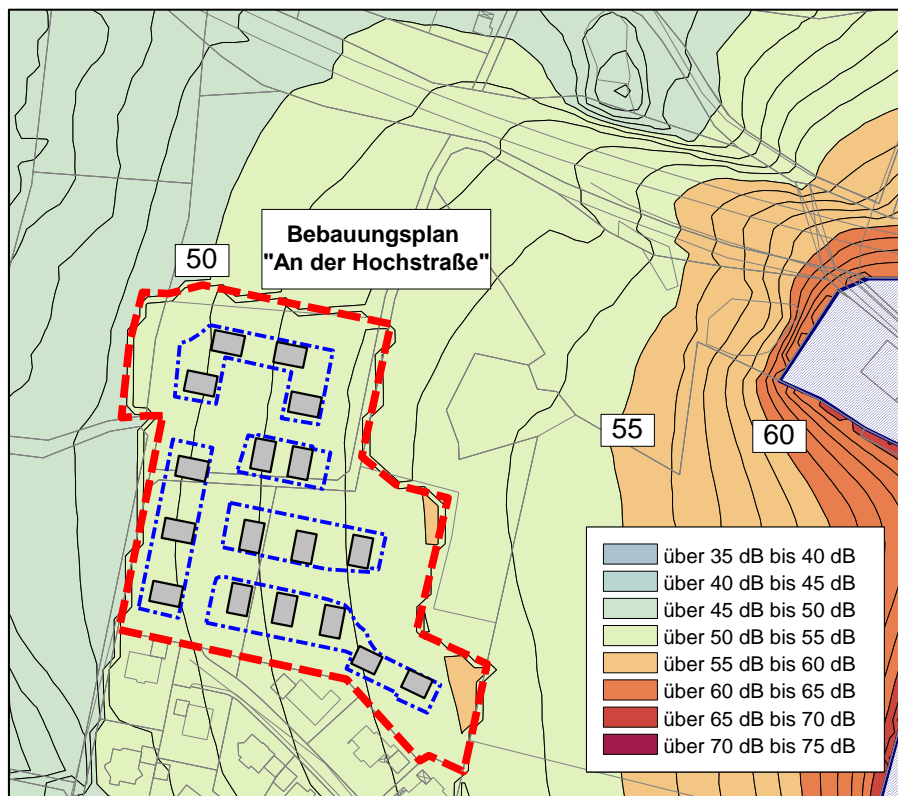 Bebauungsplan
"An der Hochstraße"
50
55
60
über 35 dB bis 40 dB
über 40 dB bis 45 dB
über 45 dB bis 50 dB
über 50 dB bis 55 dB
über 55 dB bis 60 dB
über 60 dB bis 65 dB
über 65 dB bis 70 dB
über 70 dB bis 75 dB